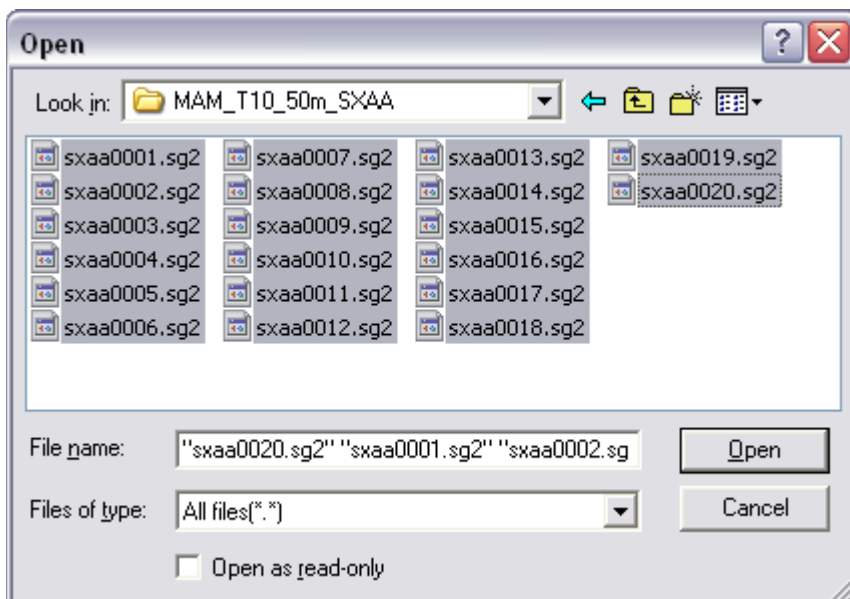 Open
Look in: MAM_T10_50m_SXAA
sxaa0001.sg2 sxaa0007.sg2 sxaa0013.sg2 sxaa0019.sg2
sxaa0002.sg2 sxaa0008.sg2 sxaa0014.sg2 sxaa0020.sg2
sxaa0003.sg2 sxaa0009.sg2 sxaa0015.sg2
sxaa0004.sg2 sxaa0010.sg2 sxaa0016.sg2
sxaa0005.sg2 sxaa0011.sg2 sxaa0017.sg2
sxaa0006.sg2 sxaa0012.sg2 sxaa0018.sg2
File name: "sxaa0020.sg2" "sxaa0001.sg2" "sxaa0002.sg Open
Files of type: All files(*.*) Cancel
Open as read-only